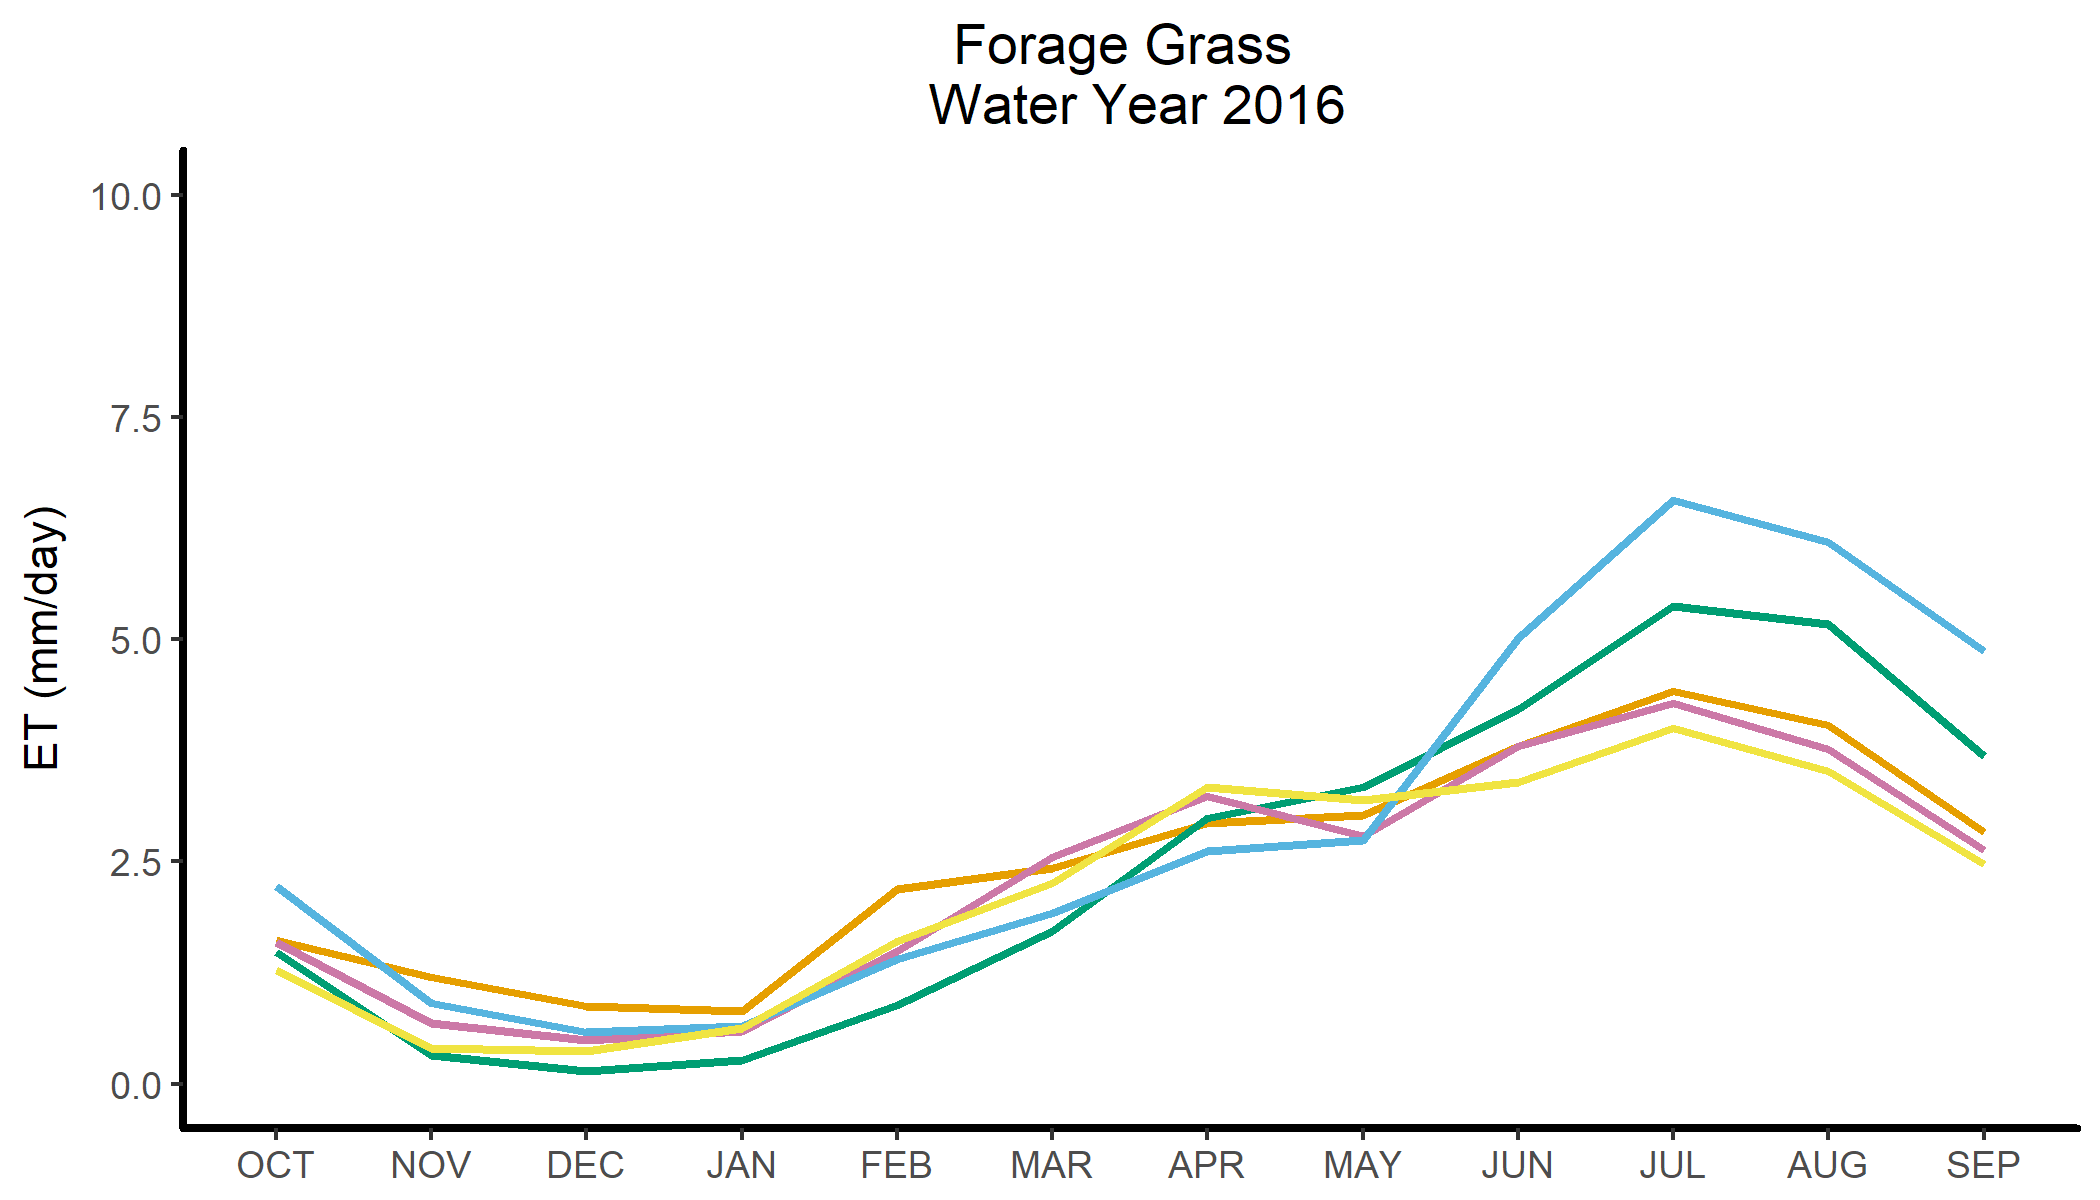 Forage Grass
Water Year 2016
10.0
7.5
5.0
2.5
0.0
ET (mm/day)
OCT NOV DEC JAN FEB MAR APR MAY JUN JUL AUG SEP